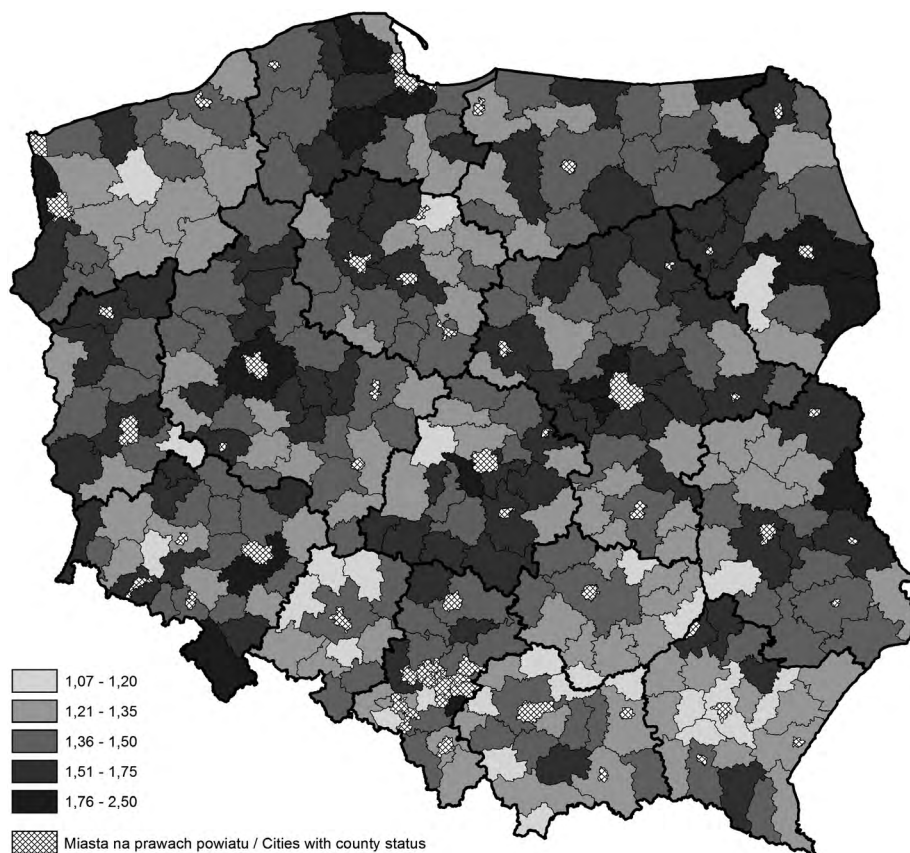 1,07 - 1,20
1,21 - 1,35
1,36 - 1,50
1,51 - 1,75
1,76 - 2,50
Miasta na prawach powiatu / Cities with county status